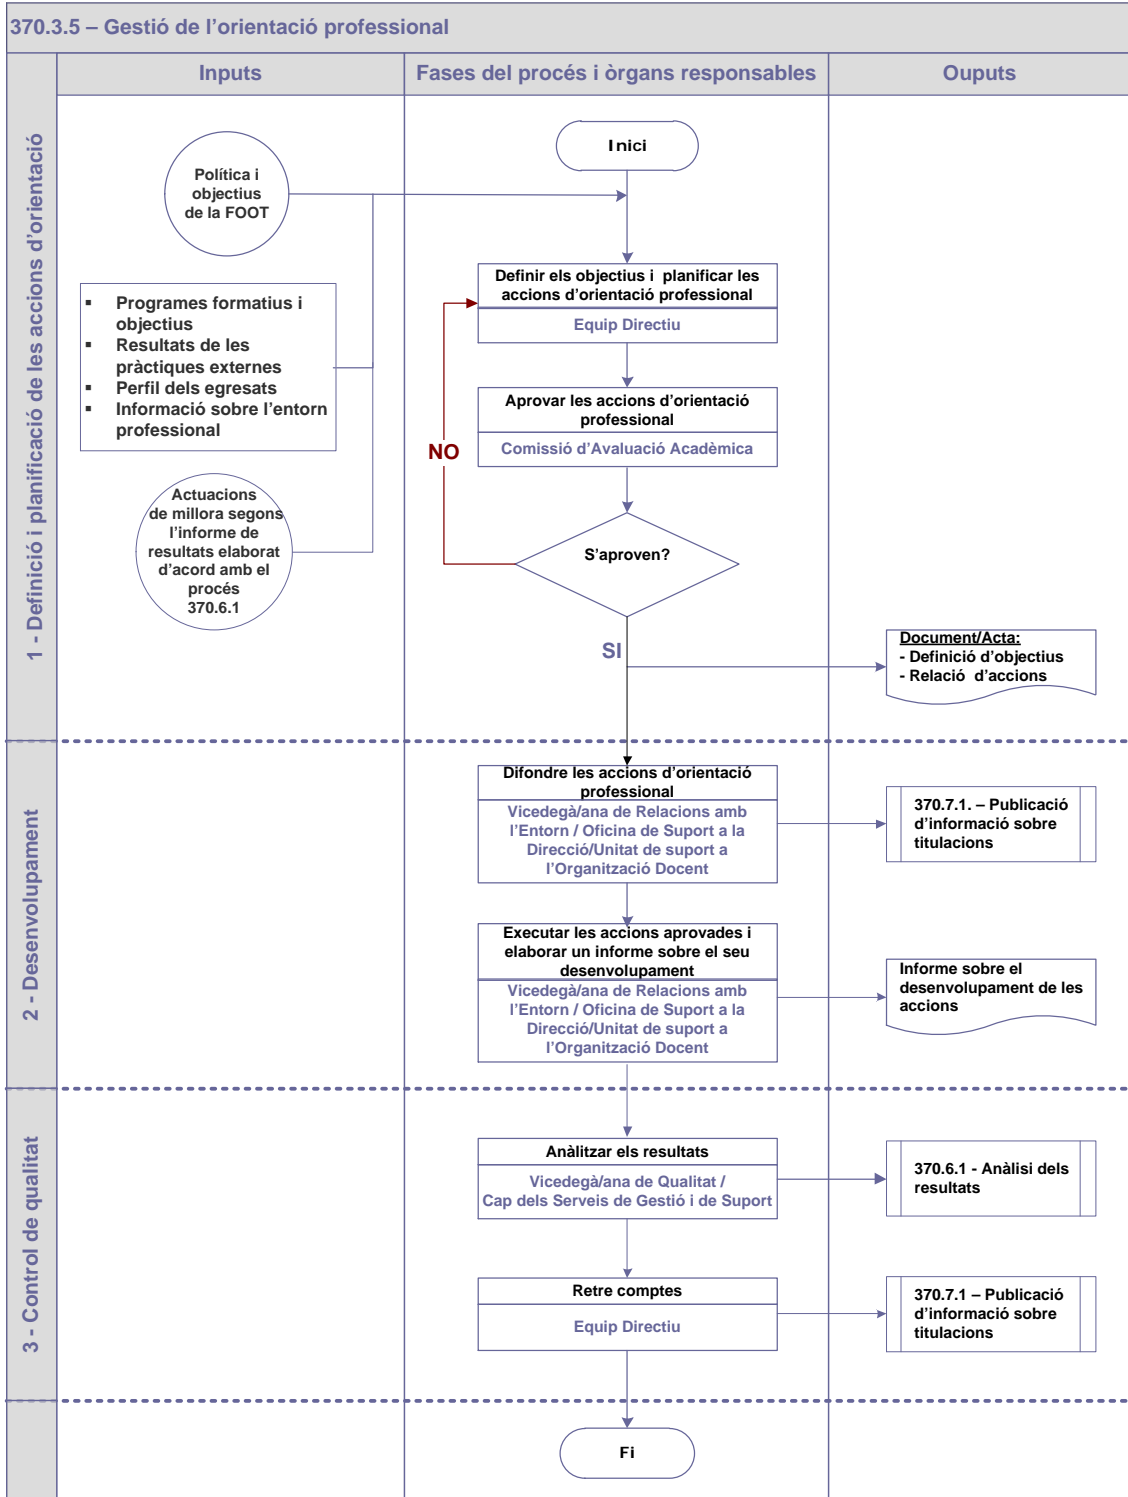 370.3.5 – Gestió de l’orientació professional
Inputs
Fases del procés i òrgans responsables
Ouputs
1 - Definició i planificació de les accions d’orientació
Inici
Política i
objectius
de la FOOT
Definir els objectius i planificar les
accions d’orientació professional
Equip Directiu
▪ Programes formatius i
objectius
▪ Resultats de les
pràctiques externes
▪ Perfil dels egresats
▪ Informació sobre l’entorn
professional
Aprovar les accions d’orientació
professional
Comissió d’Avaluació Acadèmica
NO
Actuacions
de millora segons
l’informe de
resultats elaborat
d’acord amb el
procés
370.6.1
S’aproven?
SI
Document/Acta:
- Definició d’objectius
- Relació d’accions
2 - Desenvolupament
Difondre les accions d’orientació
professional
Vicedegà/ana de Relacions amb
l’Entorn / Oficina de Suport a la
Direcció/Unitat de suport a
l’Organització Docent
370.7.1. – Publicació
d’informació sobre
titulacions
Executar les accions aprovades i
elaborar un informe sobre el seu
desenvolupament
Vicedegà/ana de Relacions amb
l’Entorn / Oficina de Suport a la
Direcció/Unitat de suport a
l’Organització Docent
Informe sobre el
desenvolupament de les
accions
3 - Control de qualitat
Anàlitzar els resultats
Vicedegà/ana de Qualitat /
Cap dels Serveis de Gestió i de Suport
370.6.1 - Anàlisi dels
resultats
Retre comptes
Equip Directiu
370.7.1 – Publicació
d’informació sobre
titulacions
Fi